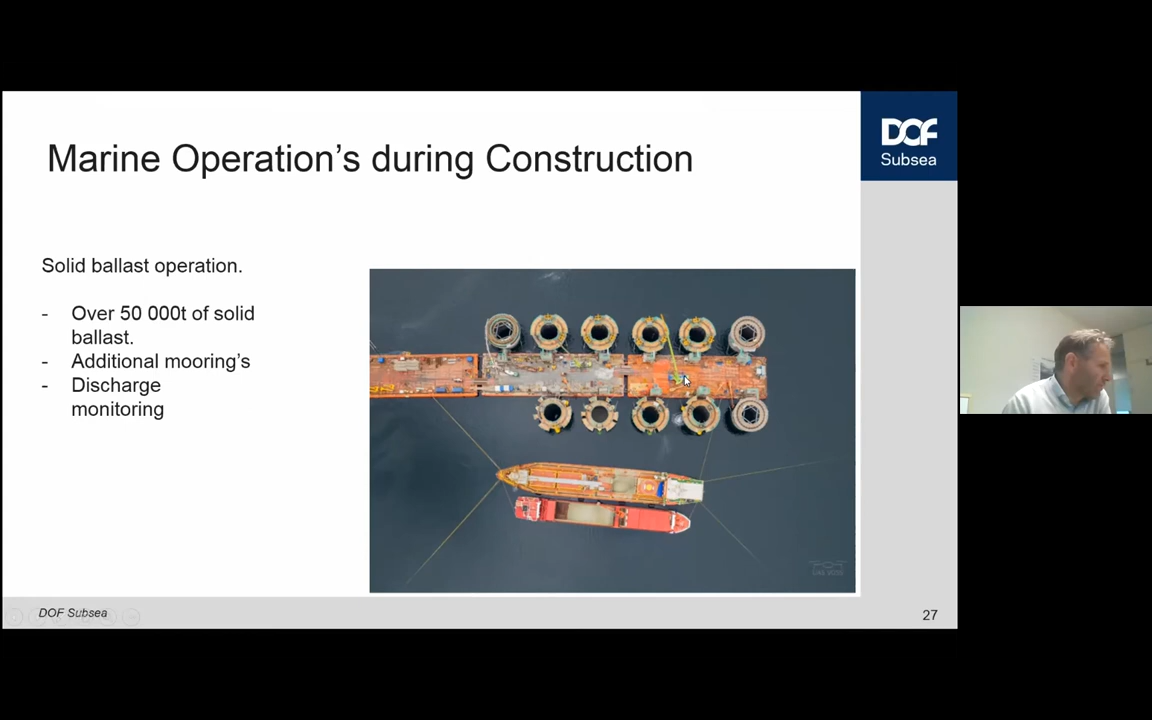 Marine Operation’s during Construction
DOF
Subsea
Solid ballast operation.
- Over 50 000t of solid
ballast.
- Additional mooring’s
- Discharge
monitoring
DOF Subsea
27